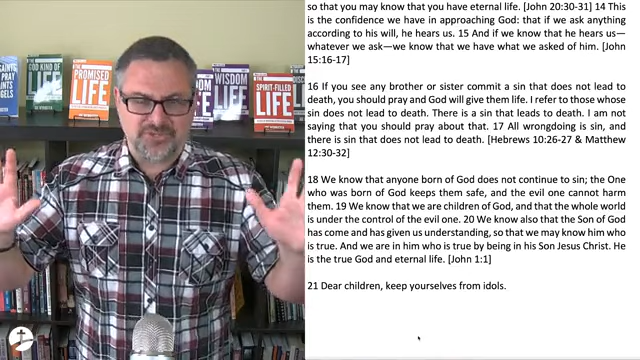 SAINTS
PRAY
ANGELS
GOD KIND OF
LIFE
PROMISED
LIFE
WISDOM
LIFE
SPIRIT-FILLED
LIFE
so that you may know that you have eternal life. [John 20:30-31] 14 This
is the confidence we have in approaching God: that if we ask anything
according to his will, he hears us. 15 And if we know that he hears us—
whatever we ask—we know that we have what we asked of him. [John
15:16-17]
16 If you see any brother or sister commit a sin that does not lead to
death, you should pray and God will give them life. I refer to those whose
sin does not lead to death. There is a sin that leads to death. I am not
saying that you should pray about that. 17 All wrongdoing is sin, and
there is sin that does not lead to death. [Hebrews 10:26-27 & Matthew
12:30-32]
18 We know that anyone born of God does not continue to sin; the One
who was born of God keeps them safe, and the evil one cannot harm
them. 19 We know that we are children of God, and that the whole world
is under the control of the evil one. 20 We know also that the Son of God
has come and has given us understanding, so that we may know him who
is true. And we are in him who is true by being in his Son Jesus Christ. He
is the true God and eternal life. [John 1:1]
21 Dear children, keep yourselves from idols.